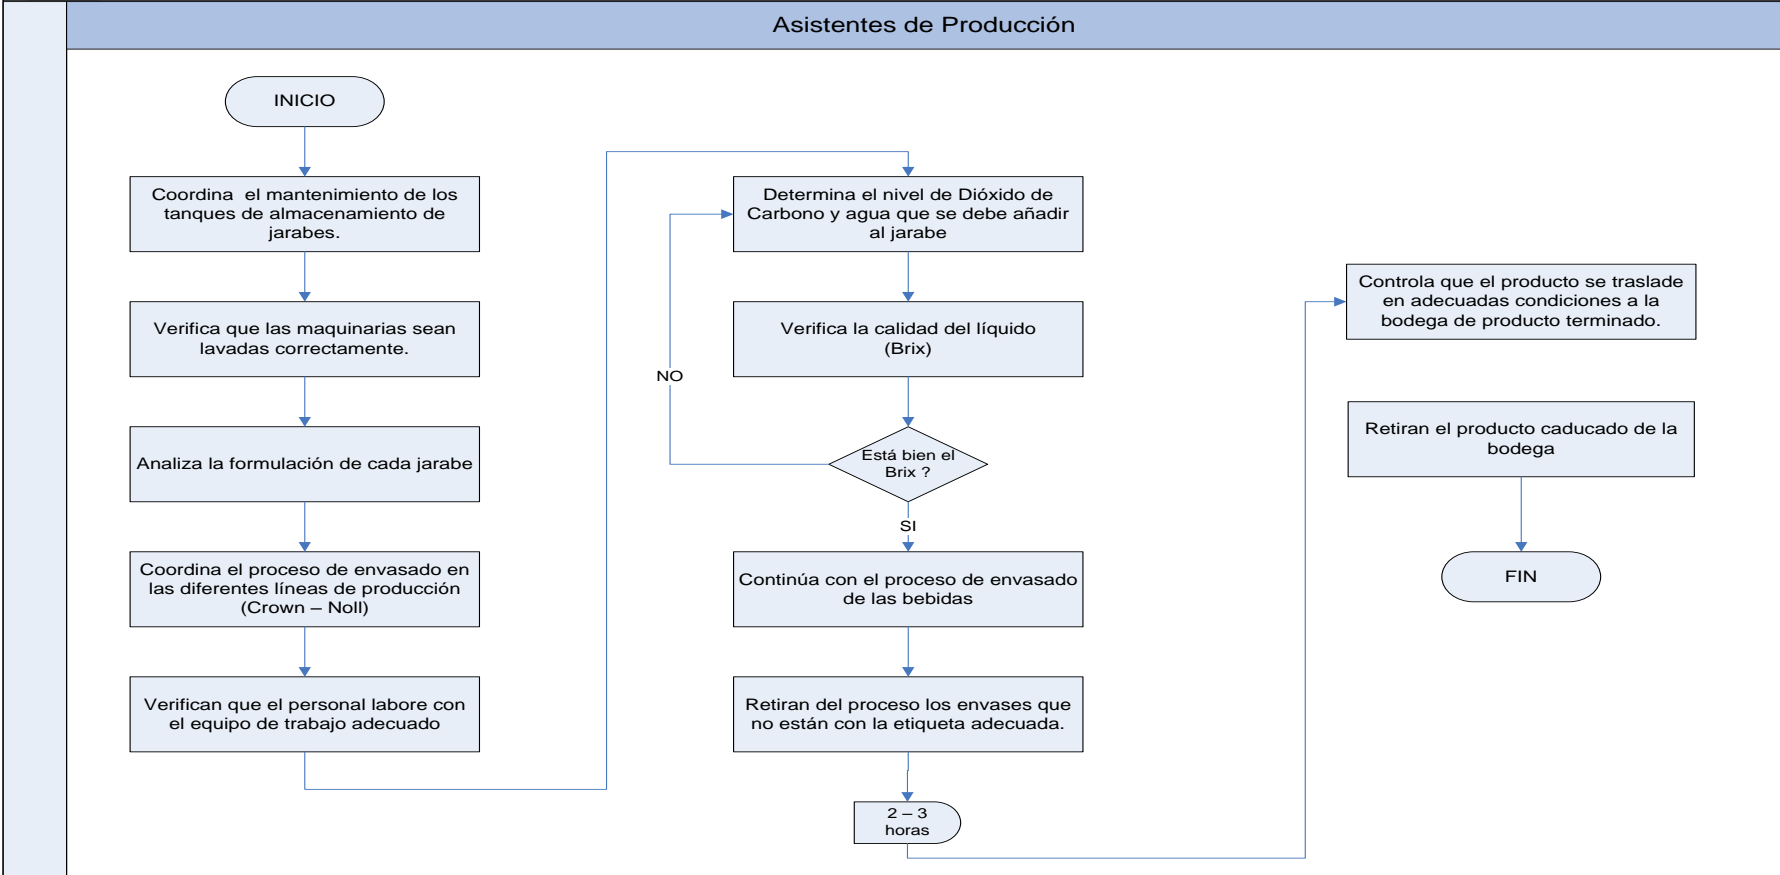 Asistentes de Producción
INICIO
Coordina  el mantenimiento de los
tanques de almacenamiento de
jarabes.
Verifica que las maquinarias sean
lavadas correctamente.
Analiza la formulación de cada jarabe
Coordina el proceso de envasado en
las diferentes líneas de producción
(Crown – Noll)
Verifican que el personal labore con
el equipo de trabajo adecuado
Determina el nivel de Dióxido de
Carbono y agua que se debe añadir
al jarabe
Verifica la calidad del líquido
(Brix)
NO
Está bien el
Brix ?
SI
Continúa con el proceso de envasado
de las bebidas
Retiran del proceso los envases que
no están con la etiqueta adecuada.
2 – 3
horas
Controla que el producto se traslade
en adecuadas condiciones a la
bodega de producto terminado.
Retiran el producto caducado de la
bodega
FIN